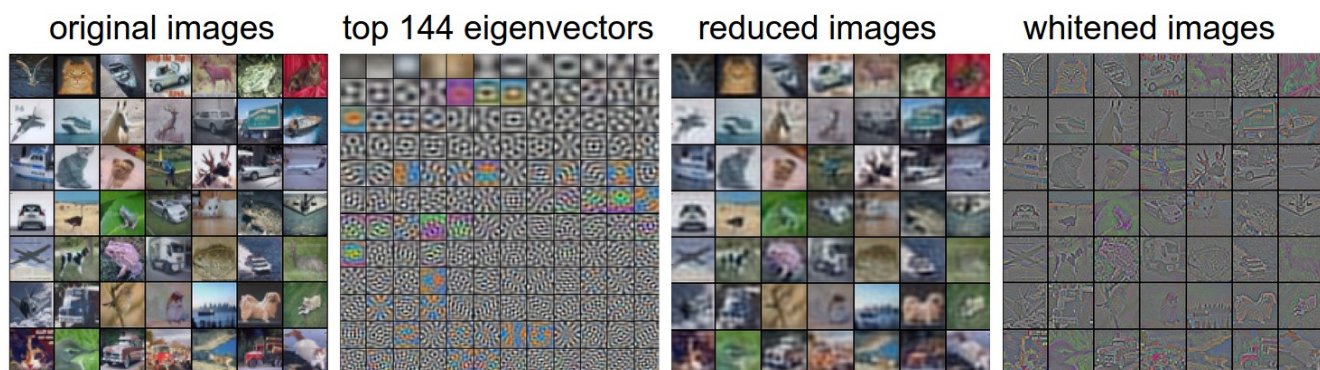 original images
top 144 eigenvectors
reduced images
whitened images